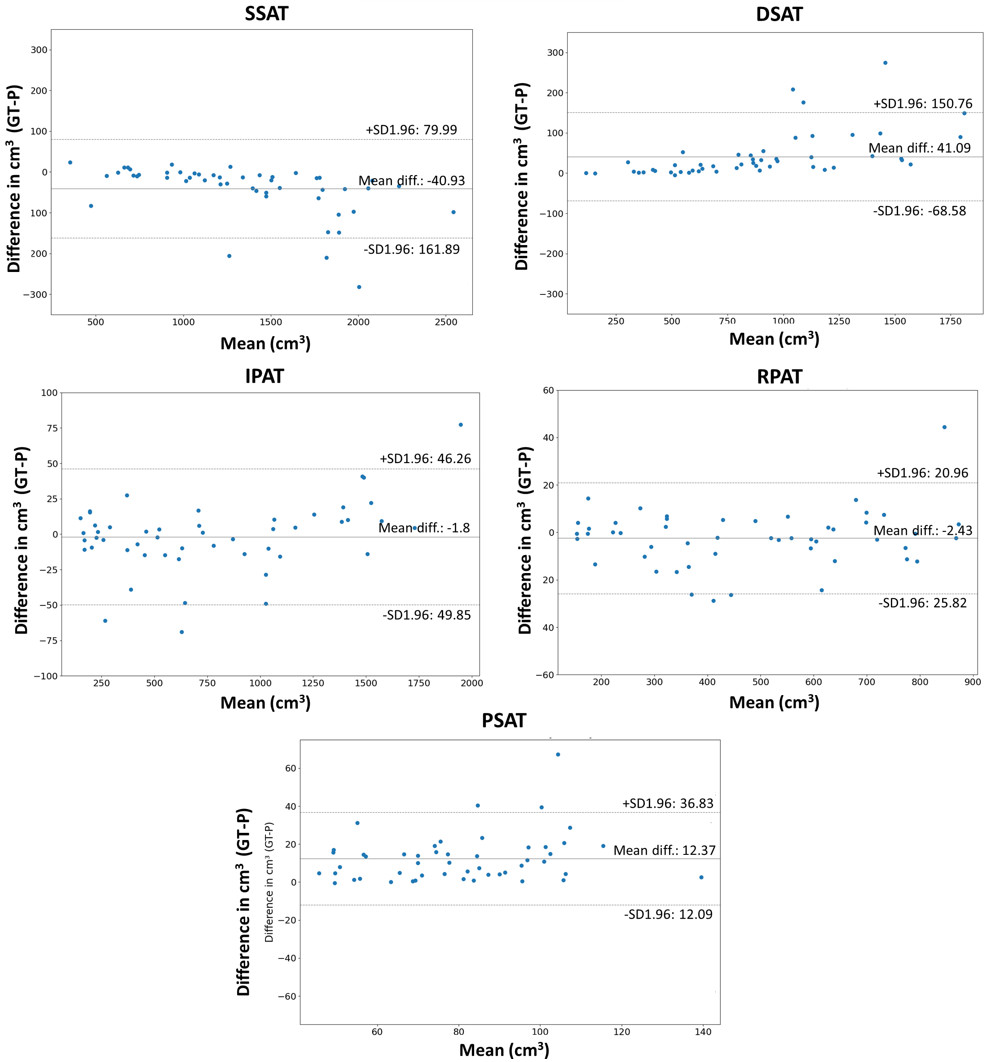 SSAT
Difference in cm³ (GT-P)
300
200
100
0
100
200
−300
+SD1.96: 79.99
Mean diff.: -40.93
-SD1.96: 161.89
500
1000
1500
2000
2500
Mean (cm³)
DSAT
Difference in cm³ (GT-P)
300
200
100
0
100
200
−300
+SD1.96: 150.76
Mean diff.: 41.09
-SD1.96: -68.58
250
500
750
1000
1250
1500
1750
Mean (cm³)
IPAT
Difference in cm³ (GT-P)
100
75
50
25
0
−25
−50
−75
−100
+SD1.96: 46.26
Mean diff.: -1.8
-SD1.96: 49.85
250
500
750
1000
1250
1500
1750
2000
Mean (cm³)
RPAT
Difference in cm³ (GT-P)
60
40
20
0
20
40
−60
+SD1.96: 20.96
Mean diff.: -2.43
-SD1.96: 25.82
200
300
400
500
600
700
800
900
Mean (cm³)
PSAT
Difference in cm³ (GT-P)
Difference in cm³ (GT-P)
60
40
20
0
−20
−40
−60
+SD1.96: 36.83
Mean diff.: 12.37
-SD1.96: 12.09
60
80
100
120
140
Mean (cm³)